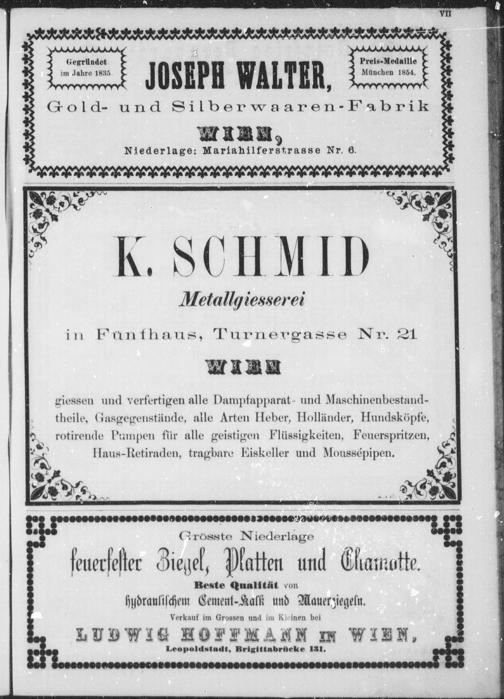 VII
Gegründet
im Jahre 1835.
JOSEPH WALTER,
Preis-Medaille
München 1854.
Gold- und Silberwaaren-Fabrik
WIEN,
Niederlage: Mariahilferstrasse Nr. 6.
K. SCHMID
Metallgiesserei
in Fünfhaus, Turnergasse Nr. 21
WIEN
giessen und verfertigen alle Dampfapparat- und Maschinenbestand-
theile, Gasgegenstände, alle Arten Heber, Holländer, Hundsköpfe,
rotirende Pumpen für alle geistigen Flüssigkeiten, Feuerspritzen,
Haus-Retiraden, tragbare Eiskeller und Moussépipen.
Grösste Niederlage
feuerfester Ziegel, Platten und Chamotte.
Beste Qualität von
hydraulischem Cement-Kalk und Mauerziegeln.
Verkauf im Grossen und im Kleinen bei
LUDWIG HOFFMANN IN WIEN,
Leopoldstadt, Brigittabrücke 131.